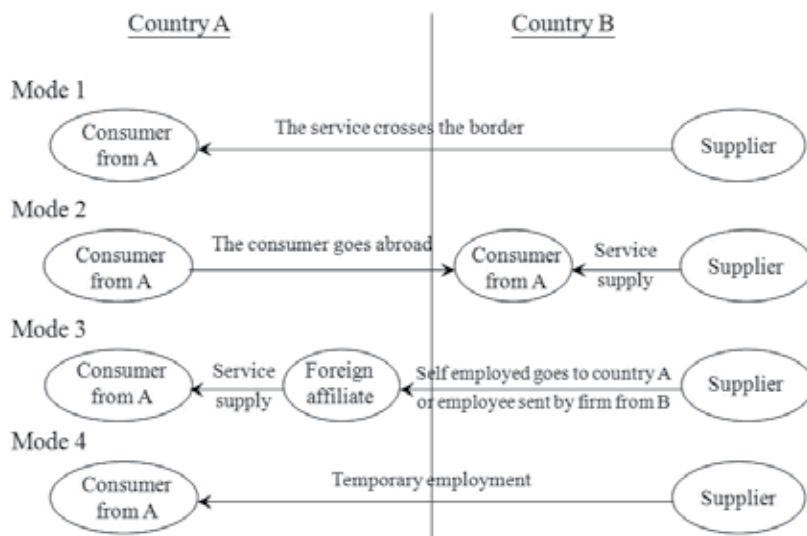 Country A
Country B
Mode 1
Consumer
from A
The service crosses the border
Supplier
Mode 2
Consumer
from A
The consumer goes abroad
Consumer
from A
Service
supply
Supplier
Mode 3
Consumer
from A
Service
supply
Foreign
affiliate
Self employed goes to country A
or employee sent by firm from B
Supplier
Mode 4
Consumer
from A
Temporary employment
Supplier